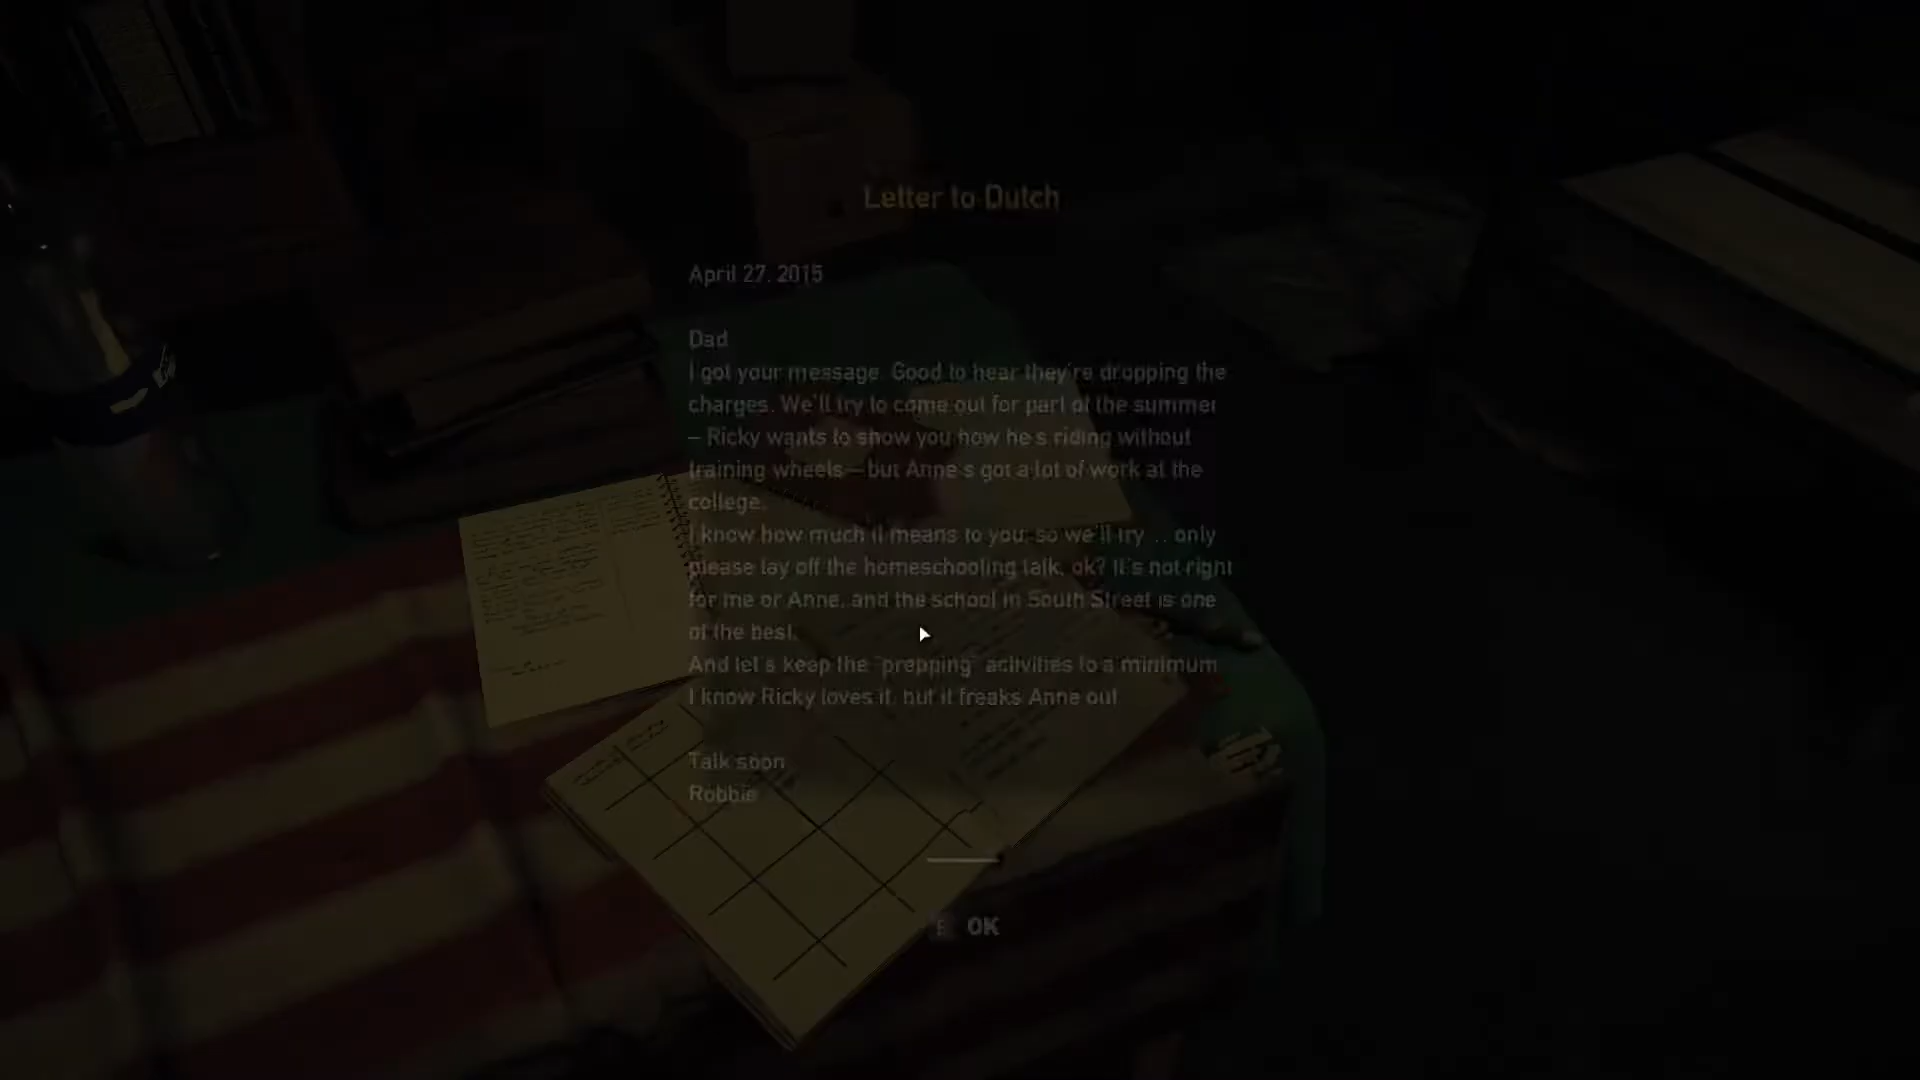 Letter to Dutch
April 27, 2015
Dad
I got your message. Good to hear they're dropping the
charges. We'll try to come out for part of the summer
– Ricky wants to show you how he's riding without
training wheels—but Anne's got a lot of work at the
college.
I know how much it means to you, so we'll try ... only
please lay off the homeschooling talk, ok? It's not right
for me or Anne, and the school in South Street is one
of the best.
And let's keep the "prepping" activities to a minimum
I know Ricky loves it, but it freaks Anne out
Talk soon
Robbie
E OK